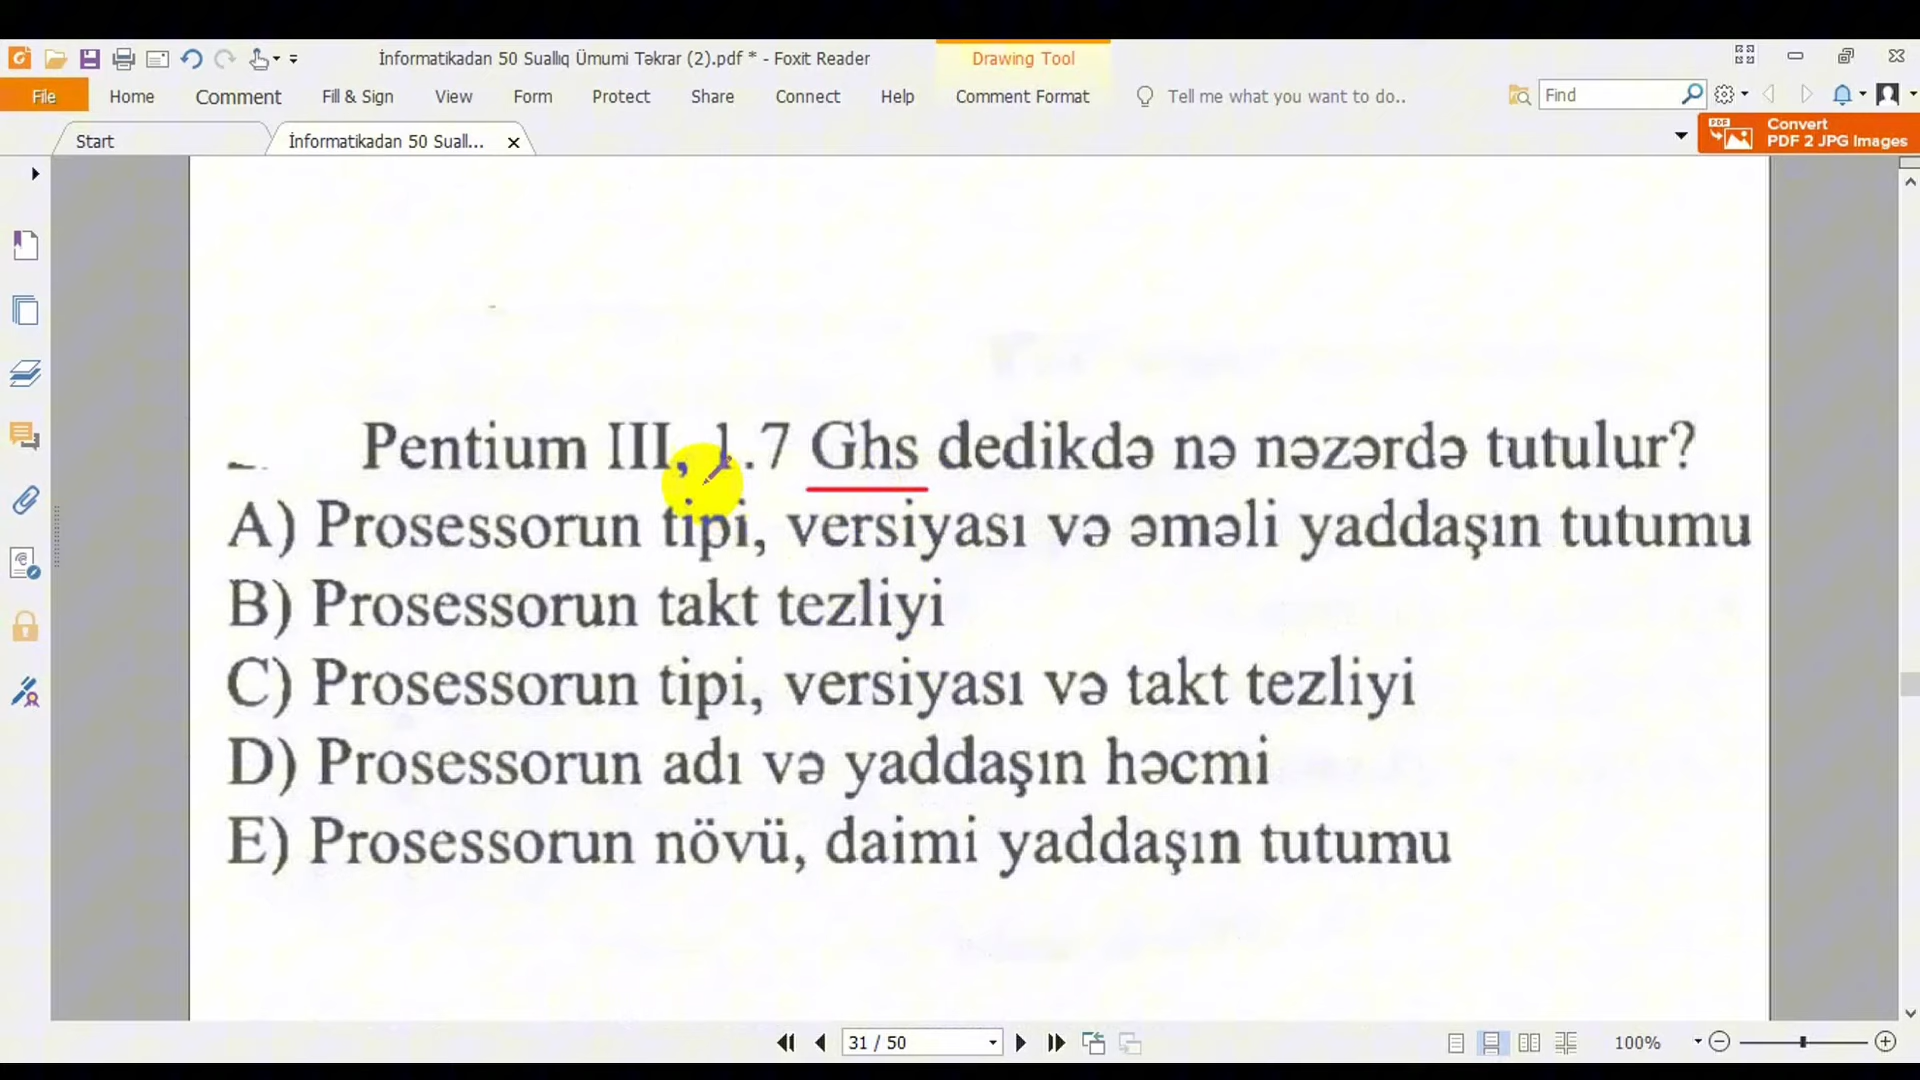 İnformatikadan 50 Suallıq Ümumi Təkrar (2).pdf * - Foxit Reader
Drawing Tool
File Home Comment Fill & Sign View Form Protect Share Connect Help Comment Format Tell me what you want to do.. Find
Start İnformatikadan 50 Suall...
Convert
PDF 2 JPG Images
Pentium III, 1.7 Ghs dedikdə nə nəzərdə tutulur?
A) Prosessorun tipi, versiyası və əməli yaddaşın tutumu
B) Prosessorun takt tezliyi
C) Prosessorun tipi, versiyası və takt tezliyi
D) Prosessorun adı və yaddaşın həcmi
E) Prosessorun növü, daimi yaddaşın tutumu
31 / 50
100%